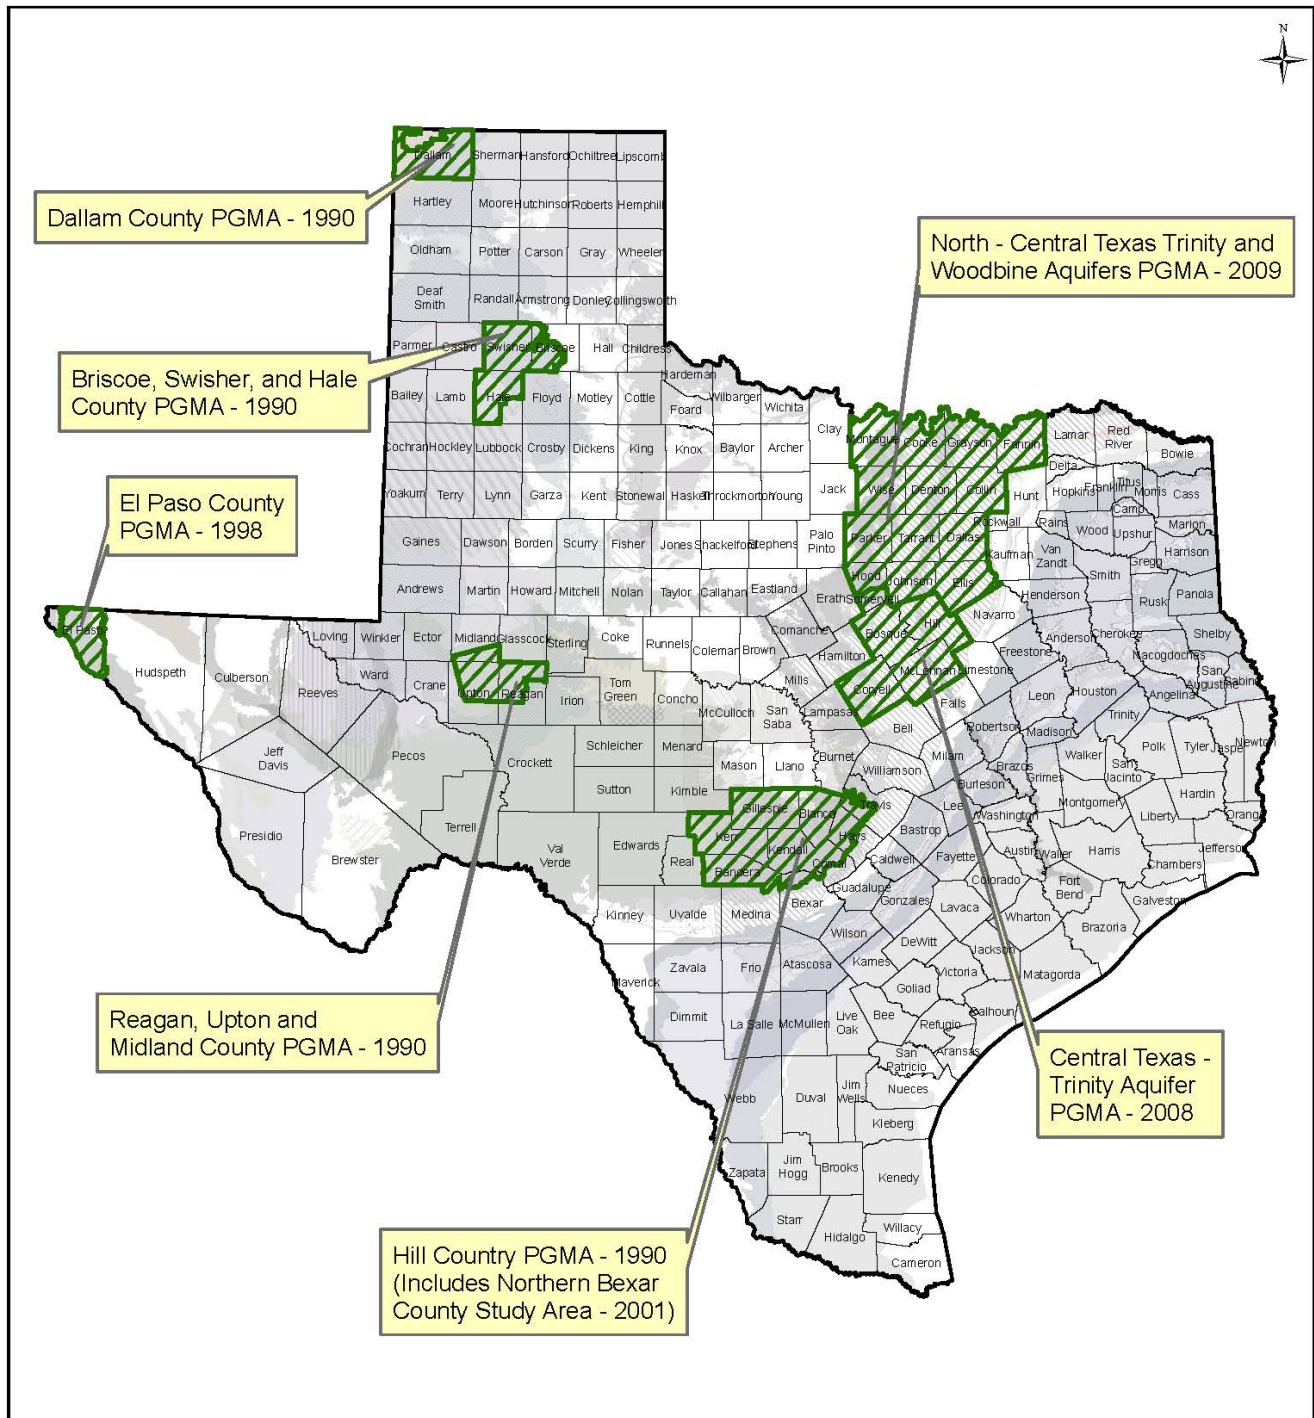 N
Dallam
Sherman
Hansford
Ochiltree
Lipscomb
Dallam County PGMA - 1990
Hartley
Moore
Hutchinson
Roberts
Hemphill
North - Central Texas Trinity and
Woodbine Aquifers PGMA - 2009
Oldham
Potter
Carson
Gray
Wheeler
Deaf
Smith
Randall
Armstrong
Donley
Collingsworth
Parmer
Castro
Swisher
Briscoe
Hall
Childress
Briscoe, Swisher, and Hale
County PGMA - 1990
Bailey
Lamb
Hale
Floyd
Motley
Cottle
Hardeman
Foard
Wilbarger
Wichita
Clay
Montague
Cooke
Grayson
Fannin
Lamar
Red
River
Bowie
Cochran
Hockley
Lubbock
Crosby
Dickens
King
Knox
Baylor
Archer
Delta
Titus
Franklin
Hopkins
Morris
Cass
El Paso County
PGMA - 1998
Yoakum
Terry
Lynn
Garza
Kent
Stonewal
Haskell
Throckmorton
Young
Jack
Wise
Denton
Collin
Hunt
Camp
Rockwall
Rains
Wood
Upshur
Marion
Gaines
Dawson
Borden
Scurry
Fisher
Jones
Shackelford
Stephens
Palo
Pinto
Parker
Tarrant
Dallas
Kaufman
Van
Zandt
Gregg
Harrison
Smith
Andrews
Martin
Howard
Mitchell
Nolan
Taylor
Callahan
Eastland
Hood
Johnson
Ellis
Erath
Somervell
Henderson
Rusk
Panola
El Paso
Hudspeth
Culberson
Loving
Winkler
Ector
Midland
Glasscock
Sterling
Coke
Runnels
Coleman
Brown
Comanche
Bosque
Hill
Navarro
Anderson
Cherokee
Shelby
Nacogdoches
San
Augustine
Sabine
Reeves
Ward
Crane
Upton
Reagan
Irion
Tom
Green
Concho
Mills
Hamilton
McLennan
Limestone
Freestone
Coryell
Falls
Leon
Houston
Angelina
McCulloch
San
Saba
Lampasas
Bell
Robertson
Madison
Trinity
Jeff
Davis
Pecos
Crockett
Schleicher
Menard
Mason
Llano
Burnet
Williamson
Milam
Brazos
Grimes
Walker
San
Jacinto
Polk
Tyler
Jasper
Newton
Sutton
Kimble
Gillespie
Blanco
Travis
Burleson
Lee
Washington
Montgomery
Liberty
Hardin
Orange
Presidio
Brewster
Terrell
Val
Verde
Edwards
Real
Kerr
Kendall
Hays
Bandera
Comal
Bastrop
Caldwell
Fayette
Austin
Waller
Harris
Chambers
Jefferson
Kinney
Uvalde
Medina
Bexar
Guadalupe
Gonzales
Lavaca
Colorado
Fort
Bend
Galveston
Wharton
Brazoria
Wilson
DeWitt
Jackson
Matagorda
Maverick
Zavala
Frio
Atascosa
Karnes
Victoria
Goliad
Calhoun
Dimmit
La Salle
McMullen
Live
Oak
Bee
Refugio
Reagan, Upton and
Midland County PGMA - 1990
San
Patricio
Aransas
Nueces
Central Texas -
Trinity Aquifer
PGMA - 2008
Webb
Duval
Jim
Wells
Kleberg
Zapata
Jim
Hogg
Brooks
Kenedy
Starr
Hidalgo
Willacy
Cameron
Hill Country PGMA - 1990
(Includes Northern Bexar
County Study Area - 2001)